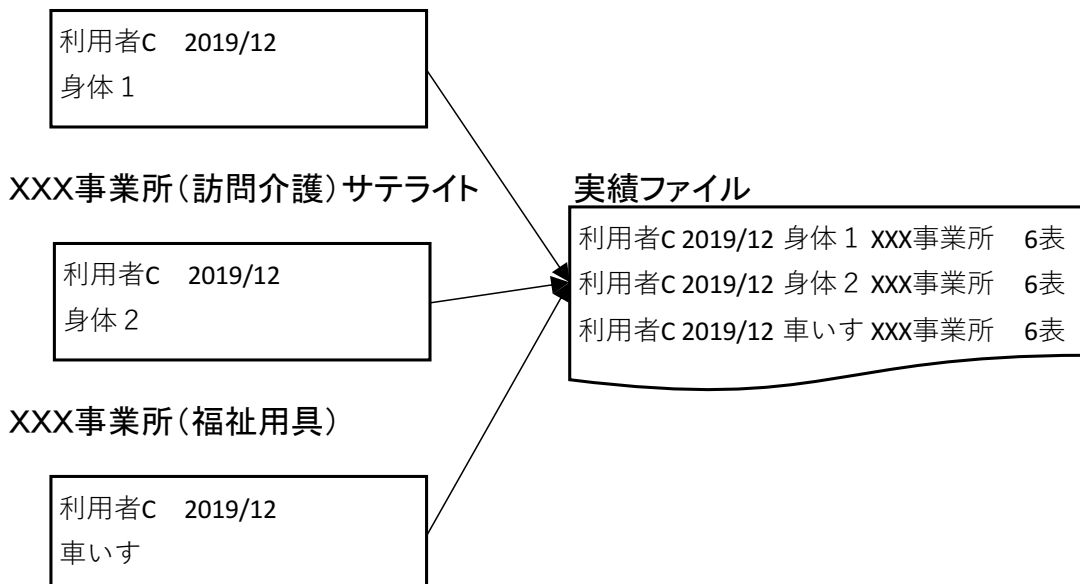 利用者C　2019/12
身体１
XXX事業所（訪問介護）サテライト
利用者C　2019/12
身体２
XXX事業所（福祉用具）
利用者C　2019/12
車いす
実績ファイル
利用者C 2019/12 身体１ XXX事業所　6表
利用者C 2019/12 身体２ XXX事業所　6表
利用者C 2019/12 車いす XXX事業所　6表